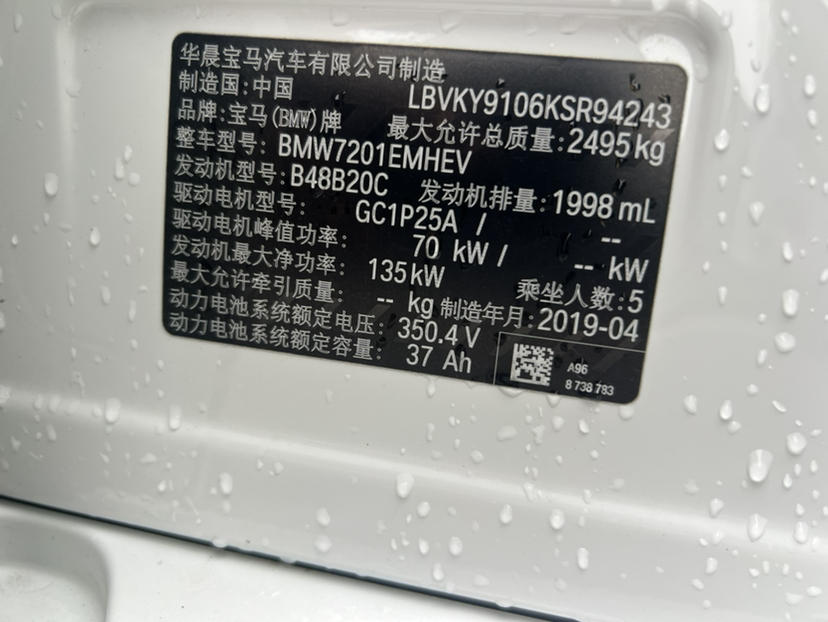 华晨宝马汽车有限公司制造
制造国:中国 LBVKY9106KSR94243
品牌:宝马(BMW)牌 最大允许总质量:2495kg
整车型号: BMW7201EMHEV
发动机型号: B48B20C 发动机排量:1998 mL
驱动电机型号: GC1P25A / --
驱动电机峰值功率: 70 kW / -- kW
发动机最大净功率: 135kW 乘坐人数:5
最大允许牵引质量: -- kg 制造年月:2019-04
动力电池系统额定电压: 350.4 V
动力电池系统额定容量: 37 Ah
A96
8 738 783